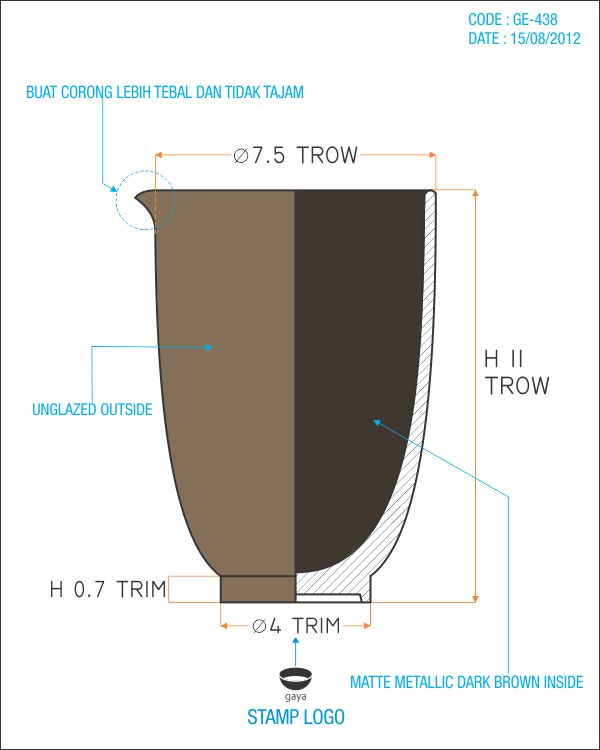 CODE : GE-438
DATE : 15/08/2012
BUAT CORONG LEBIH TEBAL DAN TIDAK TAJAM
⌀7.5 TROW
H 11
TROW
UNGLAZED OUTSIDE
H 0.7 TRIM
⌀4 TRIM
MATTE METALLIC DARK BROWN INSIDE
gaya
STAMP LOGO